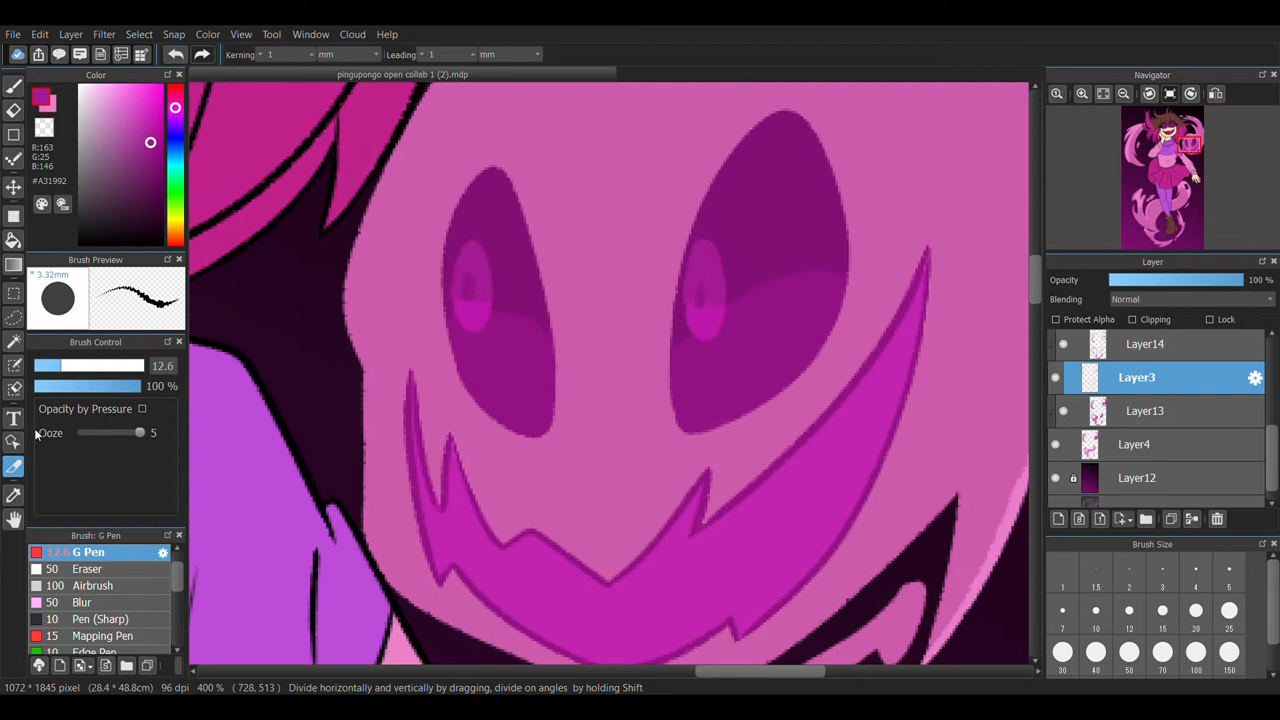 File Edit Layer Filter Select Snap Color View Tool Window Cloud Help
Kerning 1 mm Leading 1 mm
Color
pingupongo open collab 1 (2).mdp
Navigator
R:163
G:25
B:146
#A31992
Brush Preview
* 3.32mm
Layer
Opacity 100 %
Blending Normal
Protect Alpha Clipping Lock
Brush Control
12.6
100 %
Opacity by Pressure
Ooze 5
Layer14
Layer3
Layer13
Layer4
Layer12
Brush: G Pen
12.6 G Pen
50 Eraser
100 Airbrush
50 Blur
10 Pen (Sharp)
15 Mapping Pen
10 Edge Pen
Brush Size
1 1.5 2 3 4 5
7 10 12 15 20 25
30 40 50 70 100 150
1072 * 1845 pixel (28.4 * 48.8cm) 96 dpi 400 % ( 728, 513 ) Divide horizontally and vertically by dragging, divide on angles by holding Shift